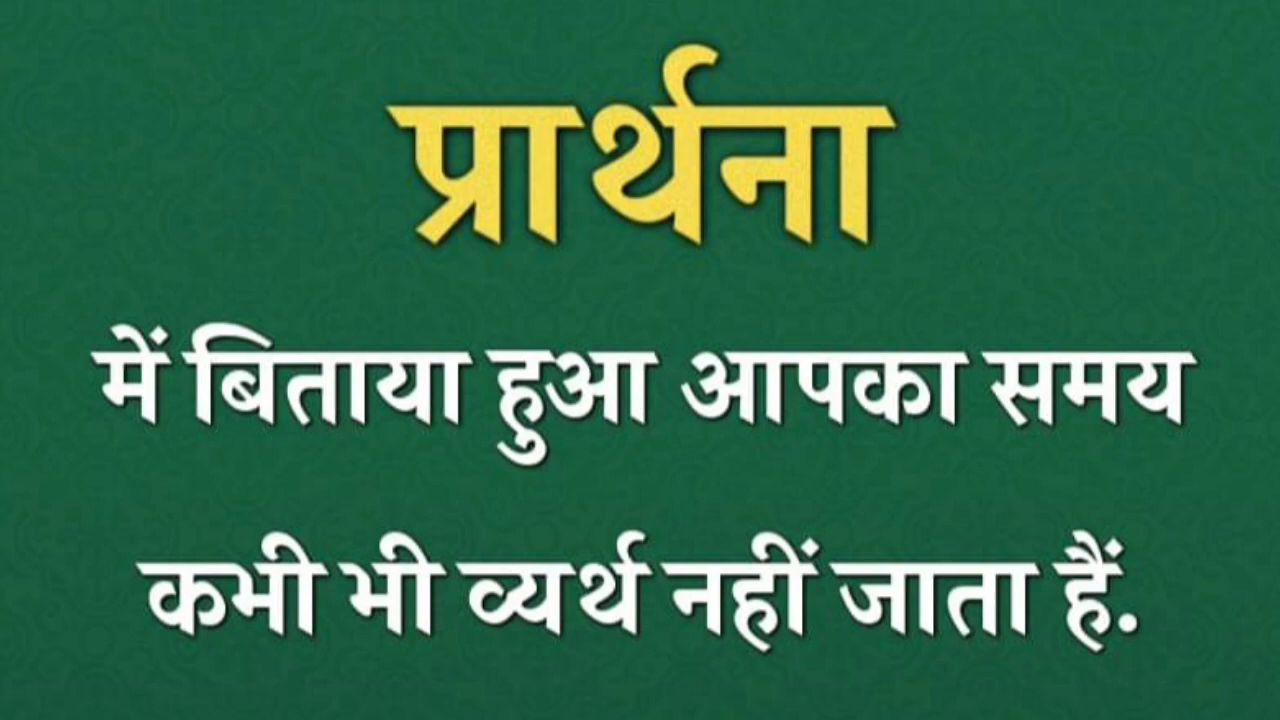 प्रार्थना
में बिताया हुआ आपका समय
कभी भी व्यर्थ नहीं जाता हैं.